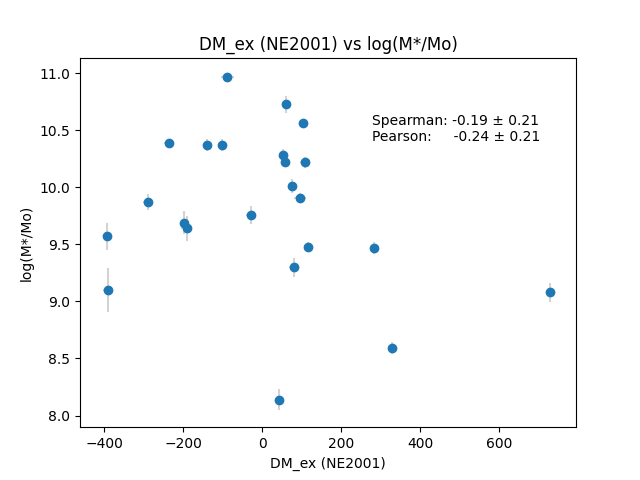 DM_ex (NE2001) vs log(M*/Mo)
11.0
10.5
10.0
9.5
9.0
8.5
8.0
log(M*/Mo)
Spearman: -0.19 ± 0.21
Pearson: -0.24 ± 0.21
−400 −200 0 200 400 600
DM_ex (NE2001)